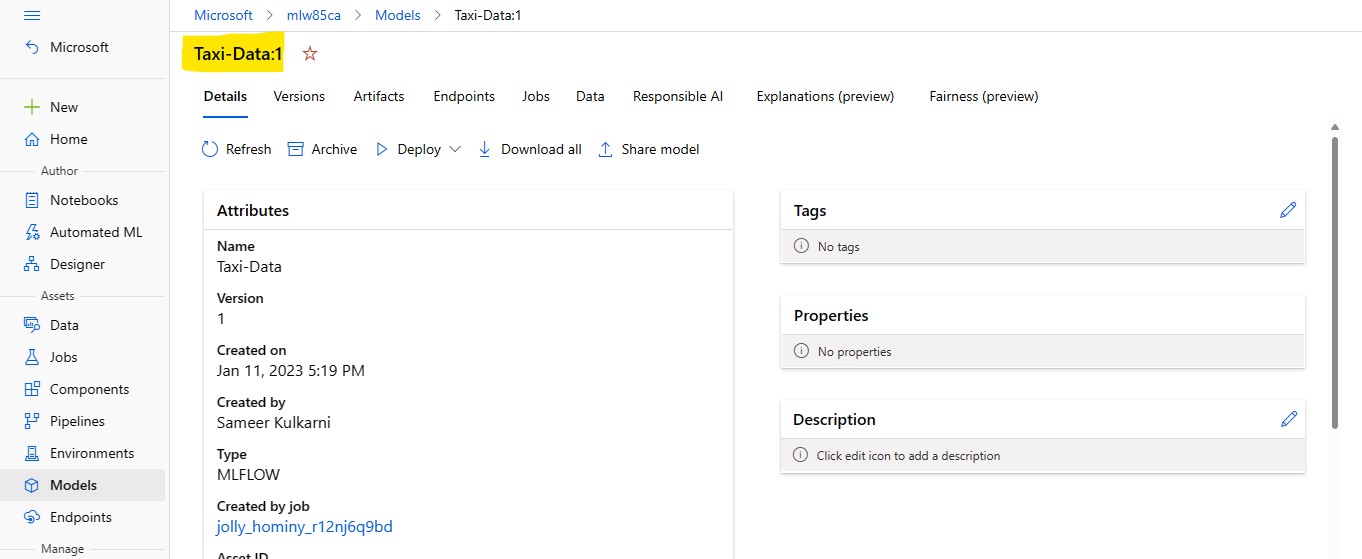 Microsoft > mlw85ca > Models > Taxi-Data:1
Microsoft
New
Home
Author
Notebooks
Automated ML
Designer
Assets
Data
Jobs
Components
Pipelines
Environments
Models
Endpoints
Manage
Taxi-Data:1
Details Versions Artifacts Endpoints Jobs Data Responsible AI Explanations (preview) Fairness (preview)
Refresh Archive Deploy Download all Share model
Attributes
Name
Taxi-Data
Version
1
Created on
Jan 11, 2023 5:19 PM
Created by
Sameer Kulkarni
Type
MLFLOW
Created by job
jolly_hominy_r12nj6q9bd
Asset ID
Tags
No tags
Properties
No properties
Description
Click edit icon to add a description